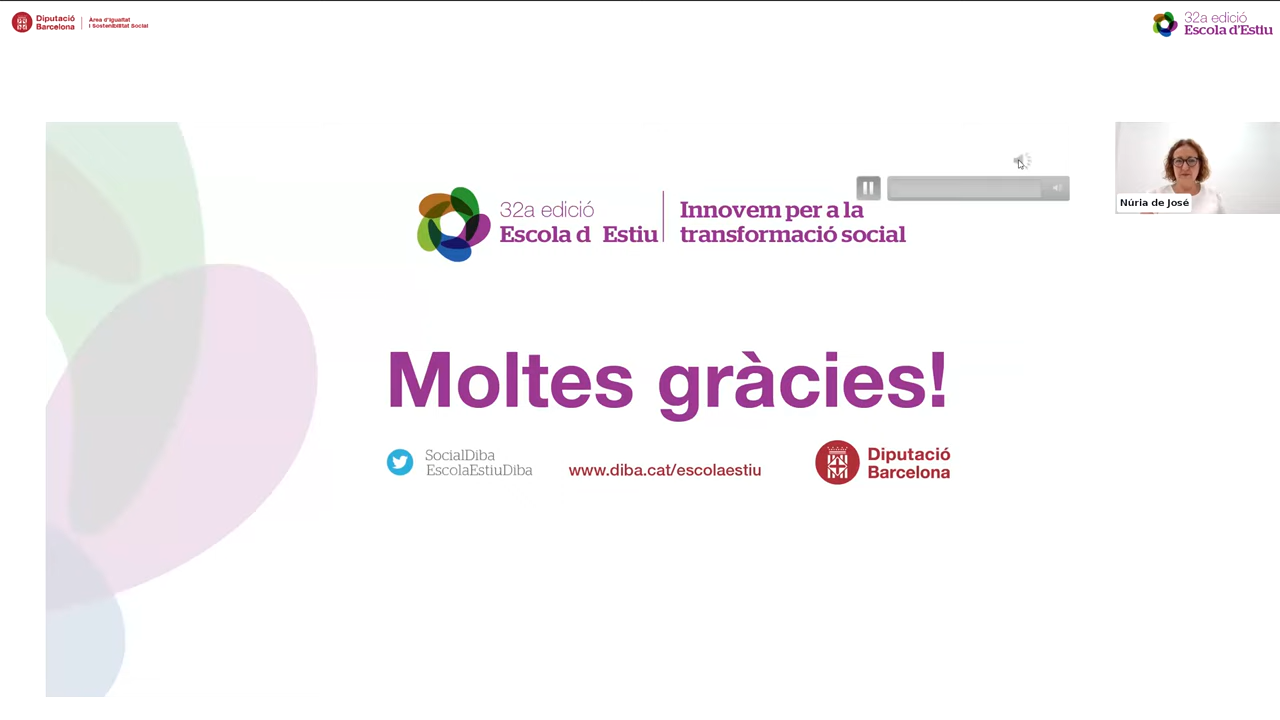 Diputació
Barcelona
Àrea d'Igualtat
i Sostenibilitat Social
32a edició
Escola d'Estiu
32a edició
Escola d Estiu
Innovem per a la
transformació social
Núria de José
Moltes gràcies!
SocialDiba
EscolaEstiuDiba
www.diba.cat/escolaestiu
Diputació
Barcelona